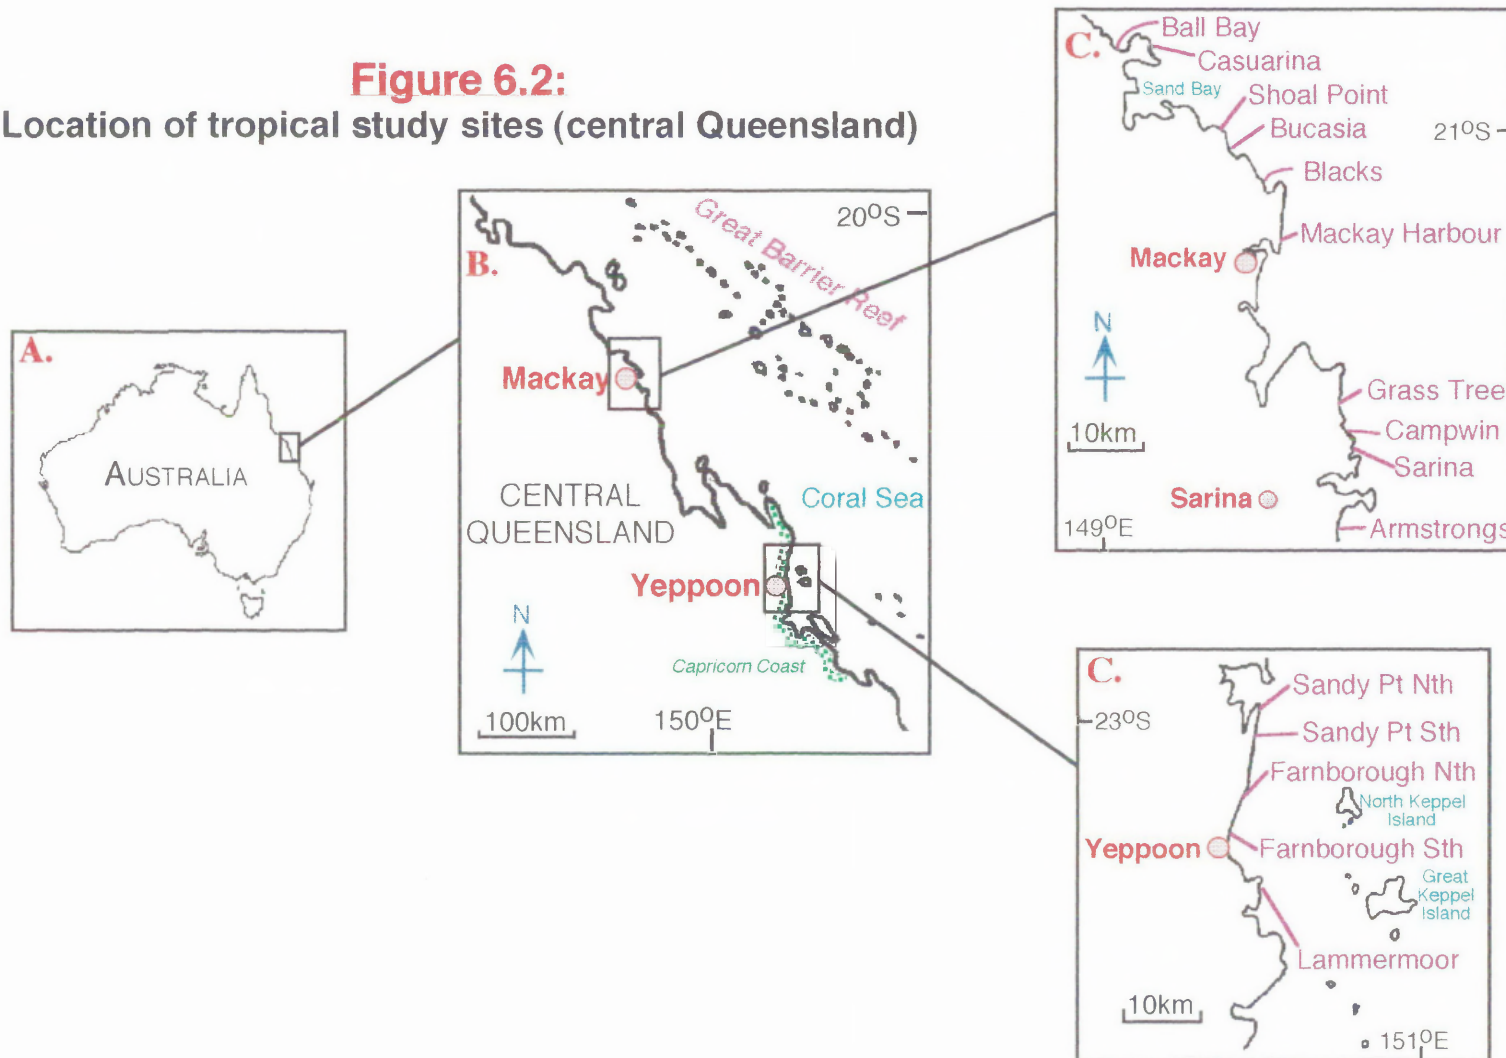 Figure 6.2:
Location of tropical study sites (central Queensland)
A.
AUSTRALIA
B.
20°S
Great Barrier Reef
Mackay
CENTRAL
QUEENSLAND
Coral Sea
Yeppoon
N
Capricorn Coast
100km
150°E
C.
Ball Bay
Casuarina
Sand Bay
Shoal Point
Bucasia
21°S
Blacks
Mackay Harbour
Mackay
N
Grass Tree
10km
Campwin
Sarina
Sarina
149°E
Armstrongs
C.
Sandy Pt Nth
23°S
Sandy Pt Sth
Farnborough Nth
North Keppel
Island
Yeppoon
Farnborough Sth
Great
Keppel
Island
Lammermoor
10km
151°E